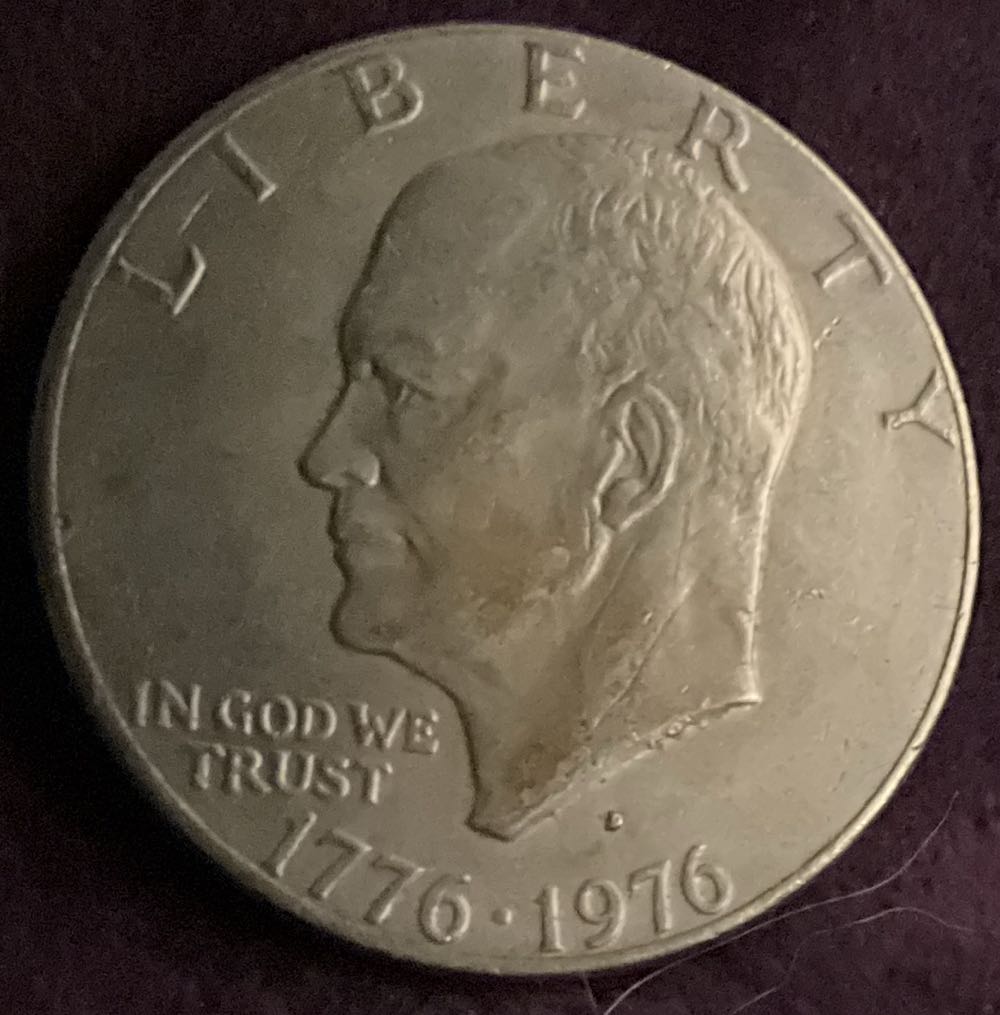 LIBERTY
IN GOD WE
TRUST
D
1776 · 1976